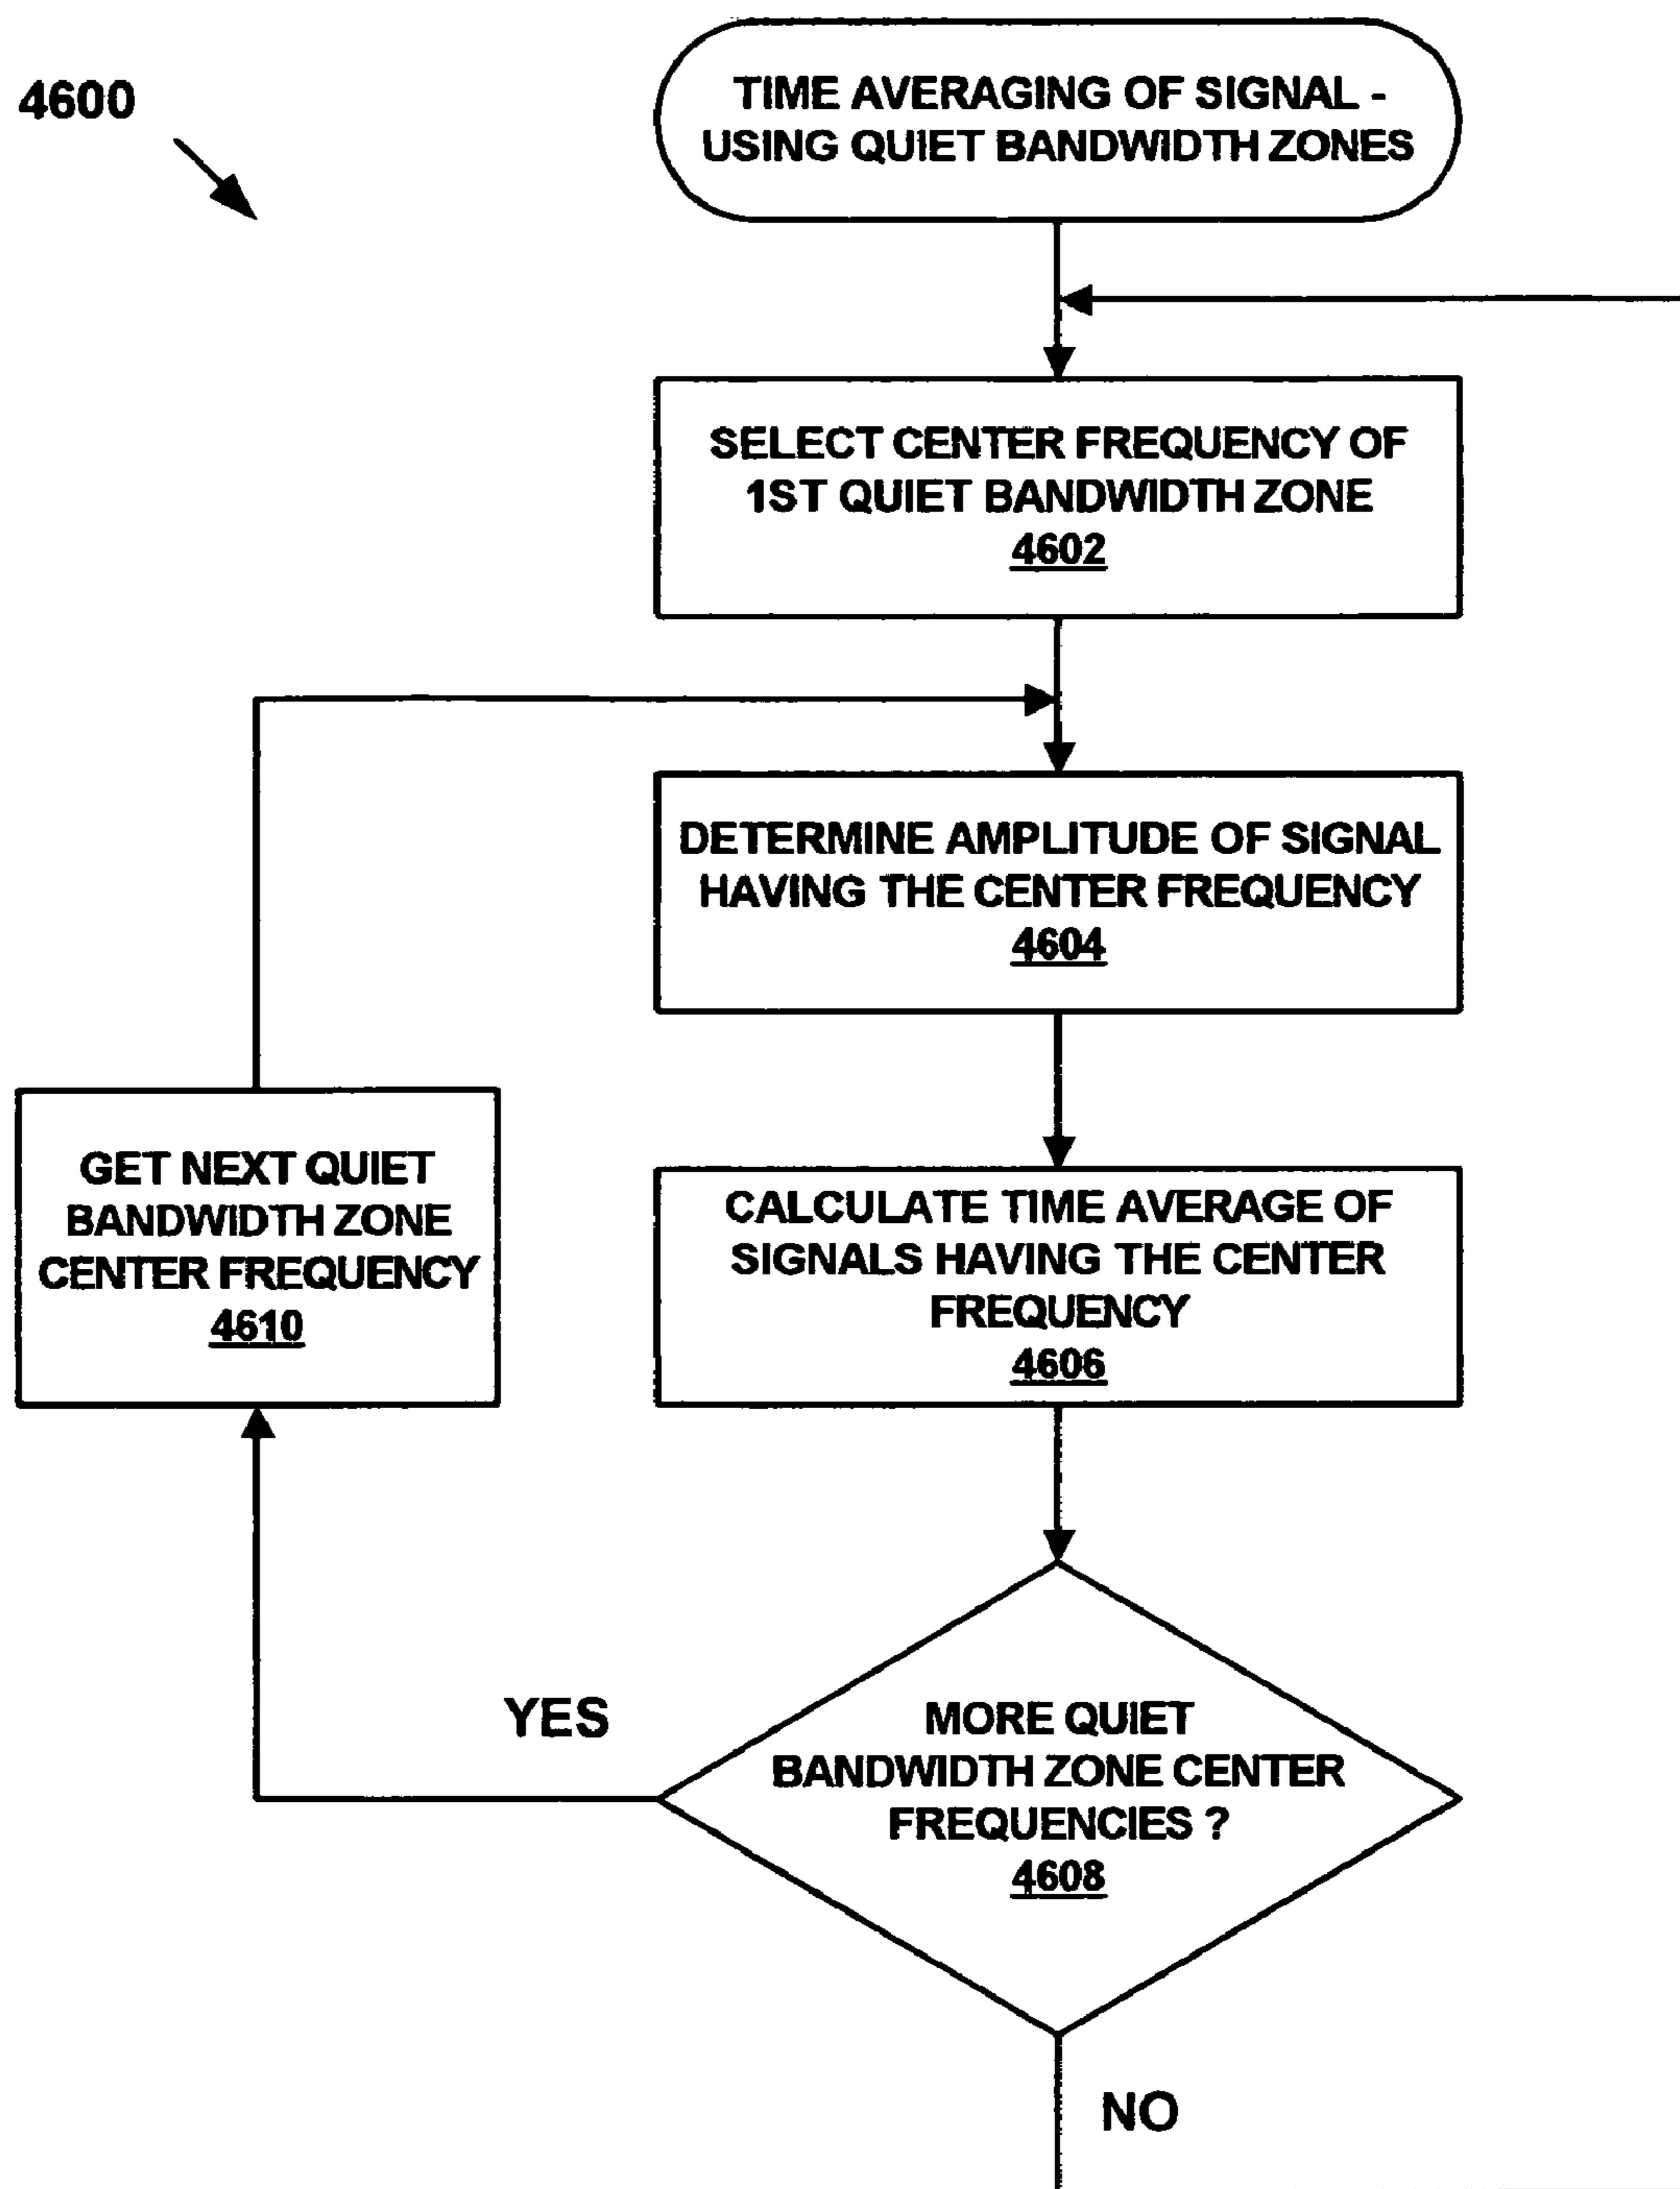 4600
TIME AVERAGING OF SIGNAL -
USING QUIET BANDWIDTH ZONES
SELECT CENTER FREQUENCY OF
1ST QUIET BANDWIDTH ZONE
4602
DETERMINE AMPLITUDE OF SIGNAL
HAVING THE CENTER FREQUENCY
4604
GET NEXT QUIET
BANDWIDTH ZONE
CENTER FREQUENCY
4610
CALCULATE TIME AVERAGE OF
SIGNALS HAVING THE CENTER
FREQUENCY
4606
YES
MORE QUIET
BANDWIDTH ZONE CENTER
FREQUENCIES ?
4608
NO